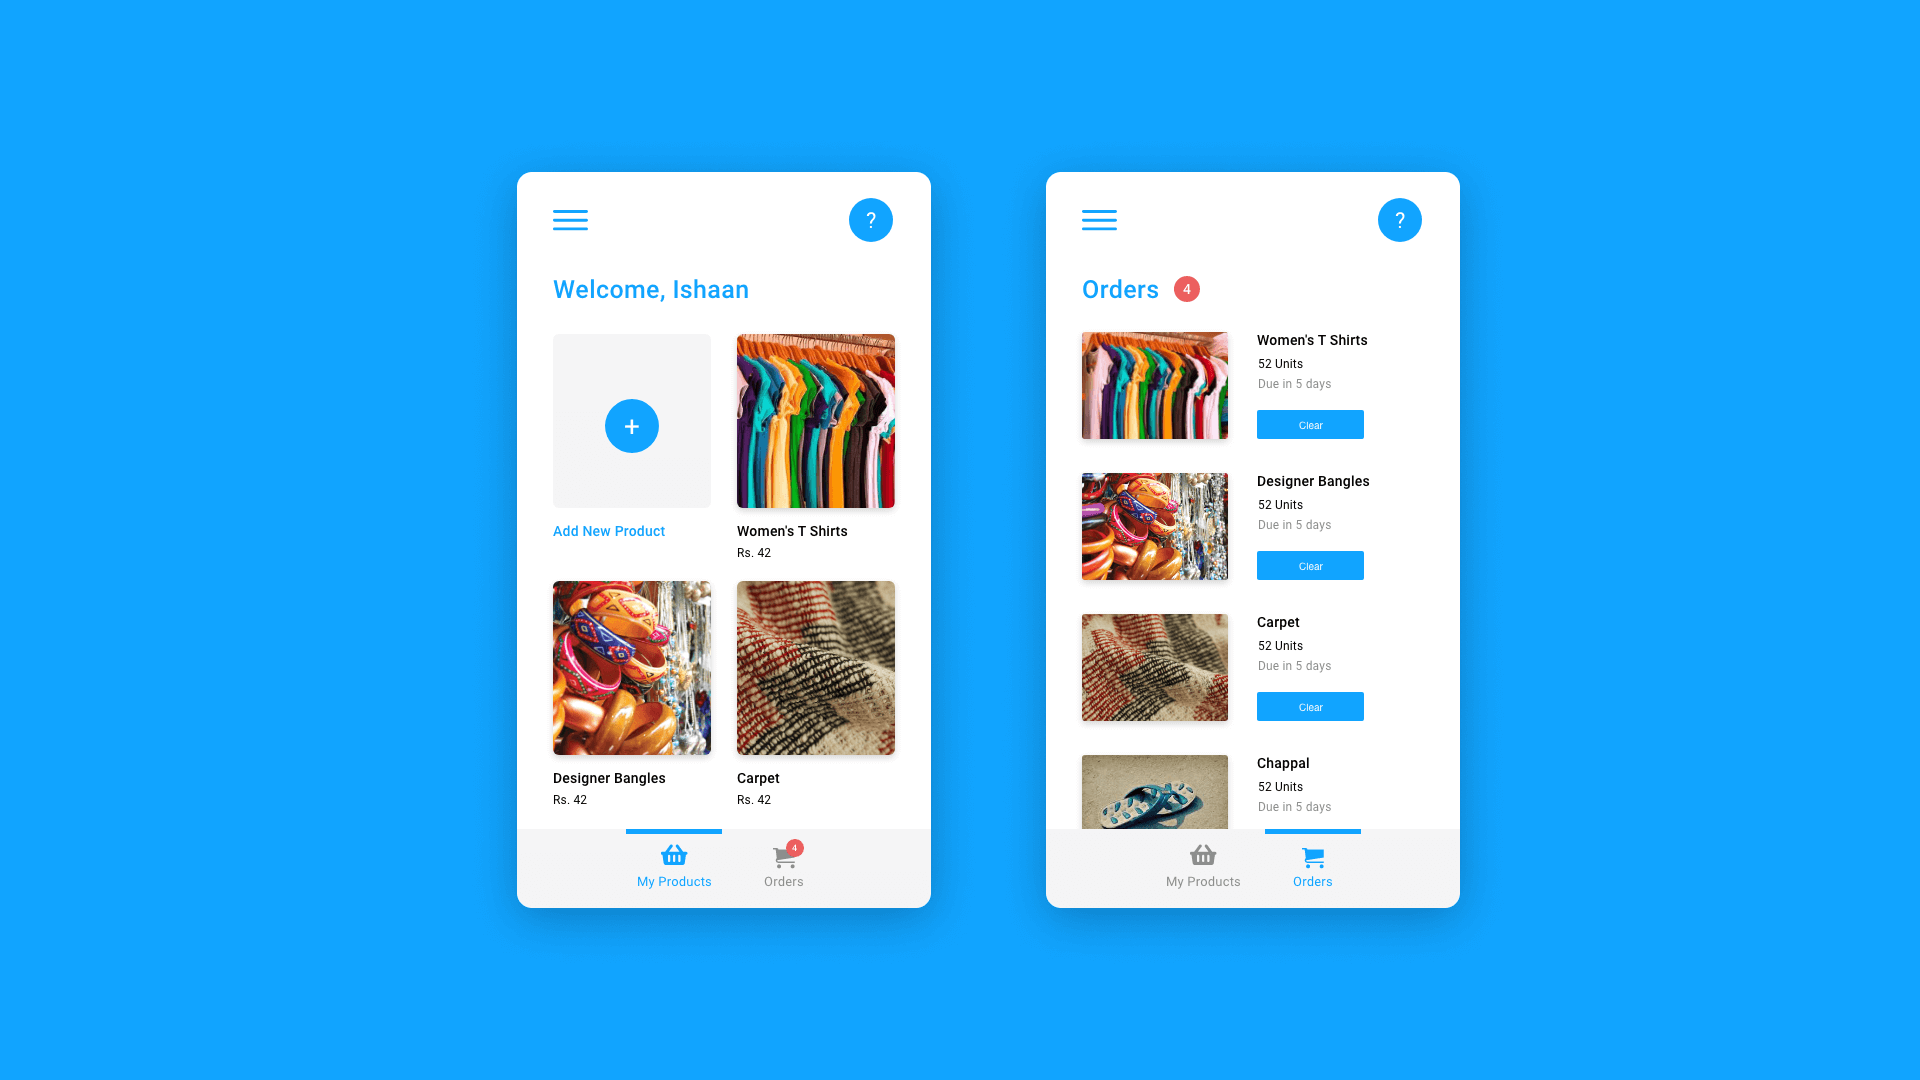 ?
Welcome, Ishaan
+
Add New Product
Women's T Shirts
Rs. 42
Designer Bangles
Rs. 42
Carpet
Rs. 42
My Products
4
Orders
?
Orders 4
Women's T Shirts
52 Units
Due in 5 days
Clear
Designer Bangles
52 Units
Due in 5 days
Clear
Carpet
52 Units
Due in 5 days
Clear
Chappal
52 Units
Due in 5 days
My Products
Orders